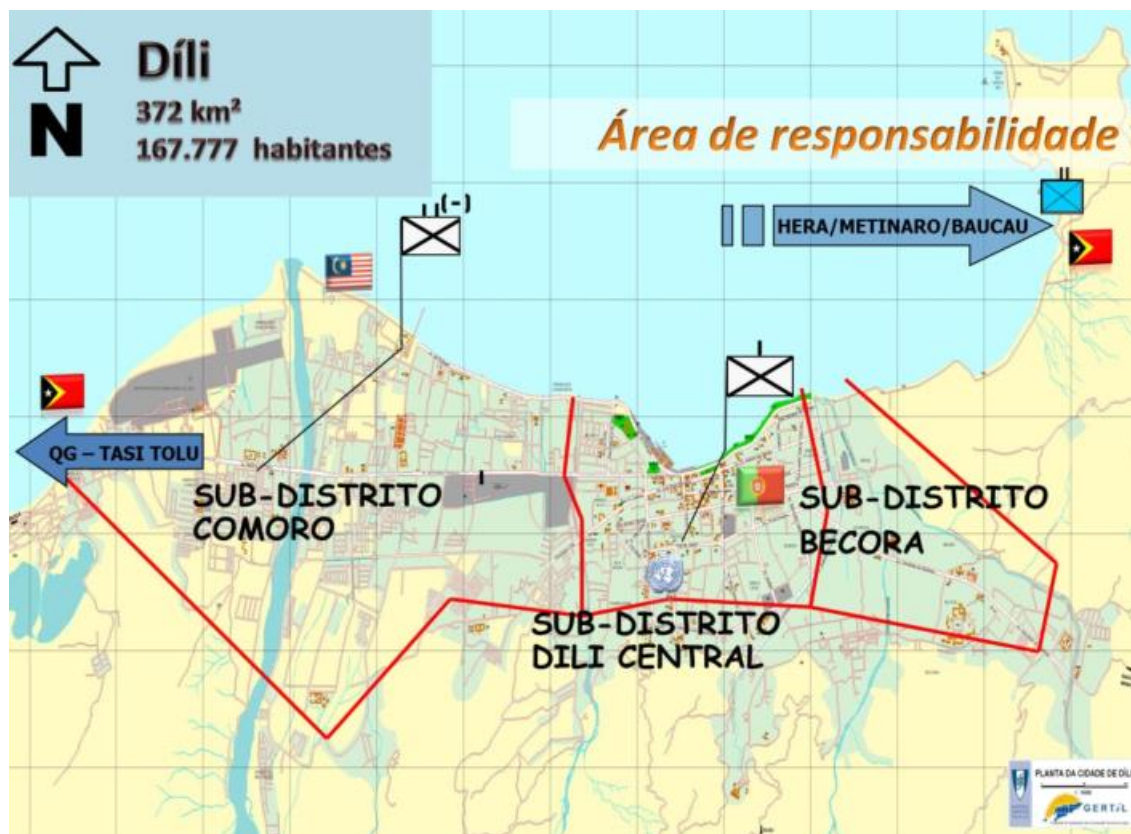 Díli
N
372 km²
167.777 habitantes
Área de responsabilidade
(-)
HERA/METINARO/BAUCAU
QG – TASI TOLU
SUB-DISTRITO
COMORO
SUB-DISTRITO
BECORA
SUB-DISTRITO
DILI CENTRAL
PLANTA DA CIDADE DE DÍLI
GERTIL